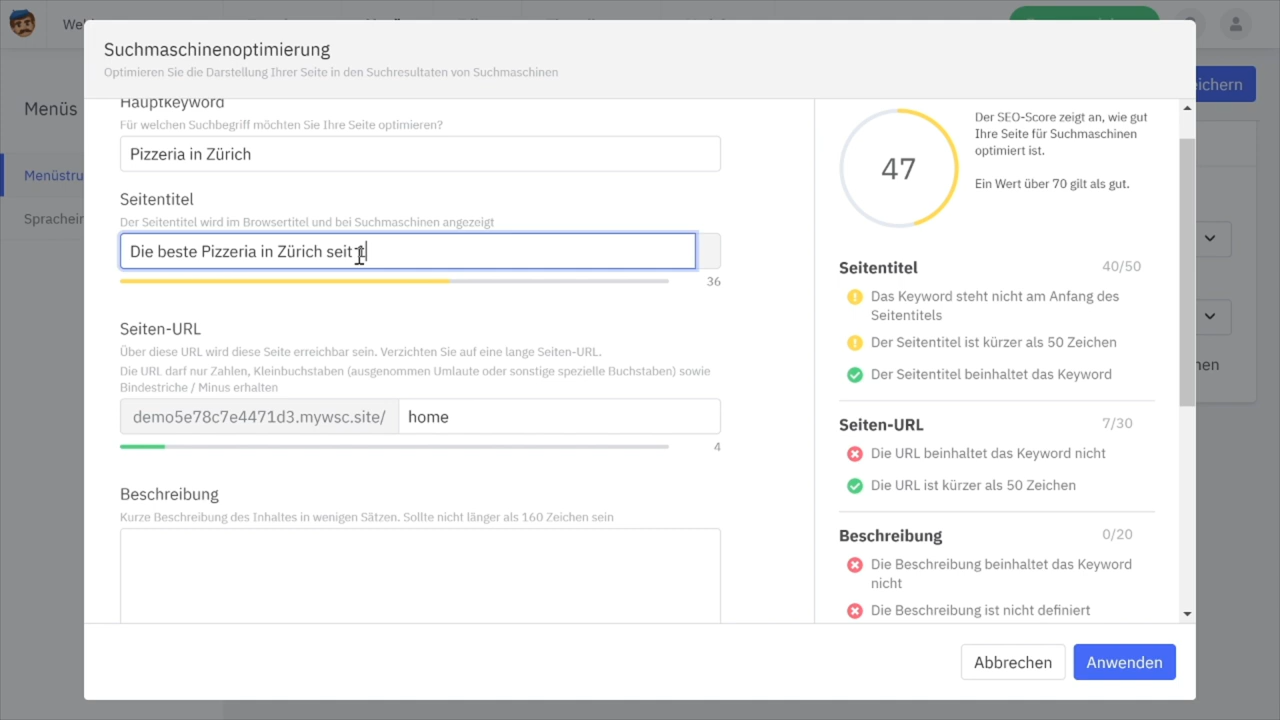 Suchmaschinenoptimierung
Optimieren Sie die Darstellung Ihrer Seite in den Suchresultaten von Suchmaschinen
Menüs
Hauptkeyword
Für welchen Suchbegriff möchten Sie Ihre Seite optimieren?
Pizzeria in Zürich
Seitentitel
Der Seitentitel wird im Browsertitel und bei Suchmaschinen angezeigt
Die beste Pizzeria in Zürich seit
36
Seiten-URL
Über diese URL wird diese Seite erreichbar sein. Verzichten Sie auf eine lange Seiten-URL.
Die URL darf nur Zahlen, Kleinbuchstaben (ausgenommen Umlaute oder sonstige spezielle Buchstaben) sowie
Bindestriche / Minus erhalten
demo5e78c7e4471d3.mywsc.site/ home
4
Beschreibung
Kurze Beschreibung des Inhaltes in wenigen Sätzen. Sollte nicht länger als 160 Zeichen sein
47
Der SEO-Score zeigt an, wie gut
Ihre Seite für Suchmaschinen
optimiert ist.
Ein Wert über 70 gilt als gut.
Seitentitel 40/50
Das Keyword steht nicht am Anfang des
Seitentitels
Der Seitentitel ist kürzer als 50 Zeichen
Der Seitentitel beinhaltet das Keyword
Seiten-URL 7/30
Die URL beinhaltet das Keyword nicht
Die URL ist kürzer als 50 Zeichen
Beschreibung 0/20
Die Beschreibung beinhaltet das Keyword
nicht
Die Beschreibung ist nicht definiert
Abbrechen
Anwenden